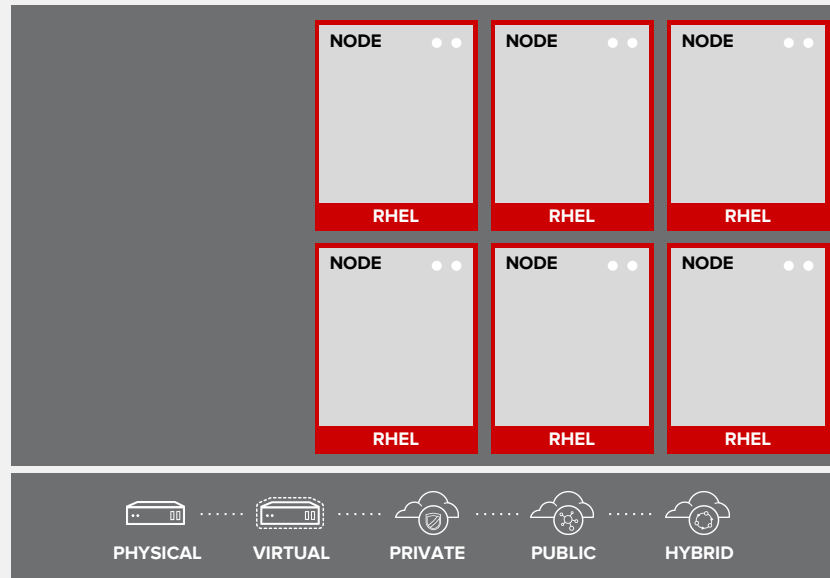 NODE NODE NODE
RHEL RHEL RHEL
NODE NODE NODE
RHEL RHEL RHEL
PHYSICAL VIRTUAL PRIVATE PUBLIC HYBRID